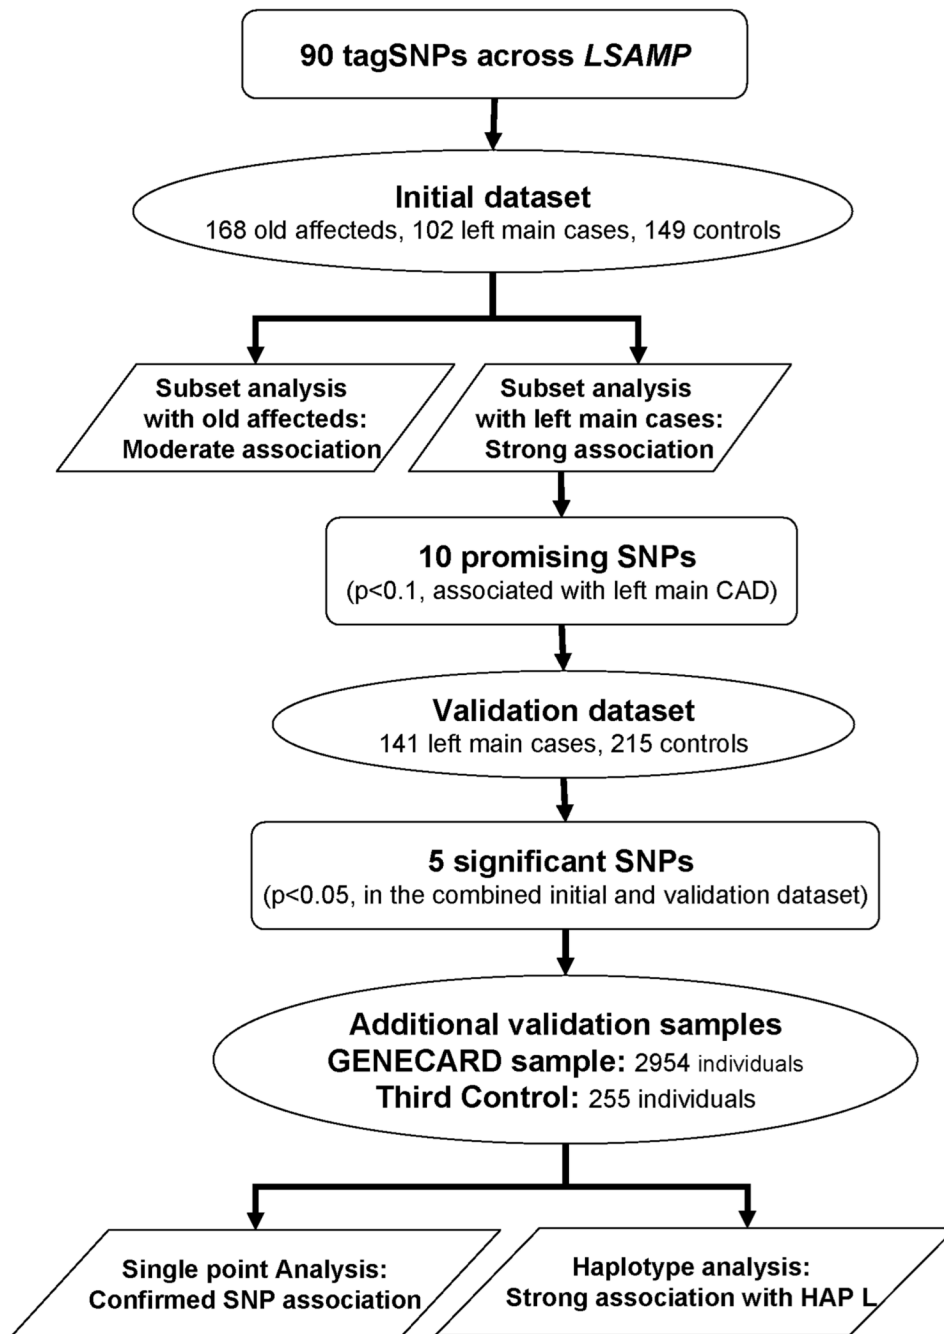 90 tagSNPs across LSAMP
Initial dataset
168 old affecteds, 102 left main cases, 149 controls
Subset analysis
with old affecteds:
Moderate association
Subset analysis
with left main cases:
Strong association
10 promising SNPs
(p<0.1, associated with left main CAD)
Validation dataset
141 left main cases, 215 controls
5 significant SNPs
(p<0.05, in the combined initial and validation dataset)
Additional validation samples
GENECARD sample: 2954 individuals
Third Control: 255 individuals
Single point Analysis:
Confirmed SNP association
Haplotype analysis:
Strong association with HAP L